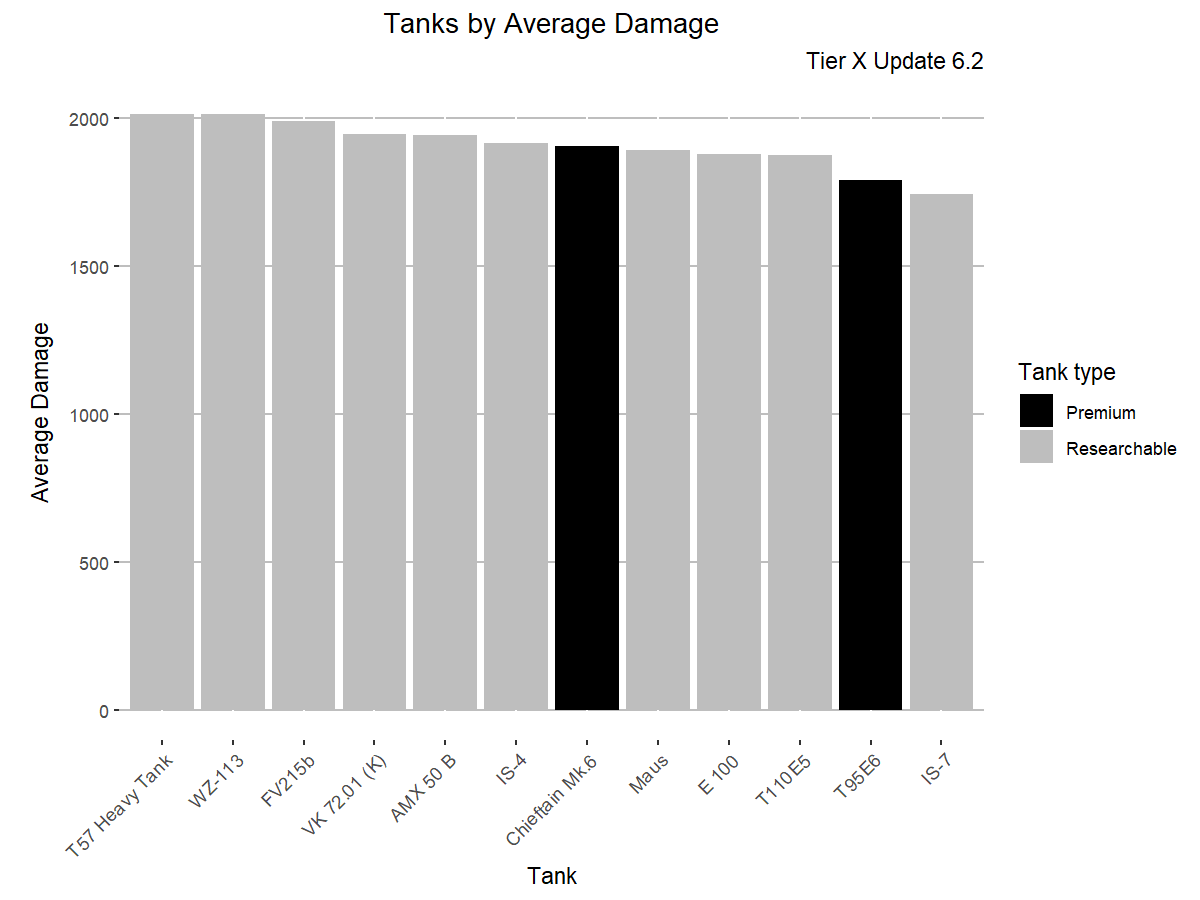 Tanks by Average Damage
Tier X Update 6.2
Average Damage
2000
1500
1000
500
0
T57 Heavy Tank
WZ-113
FV215b
VK 72.01 (K)
AMX 50 B
IS-4
Chieftain Mk.6
Maus
E 100
T110E5
T95E6
IS-7
Tank
Tank type
Premium
Researchable